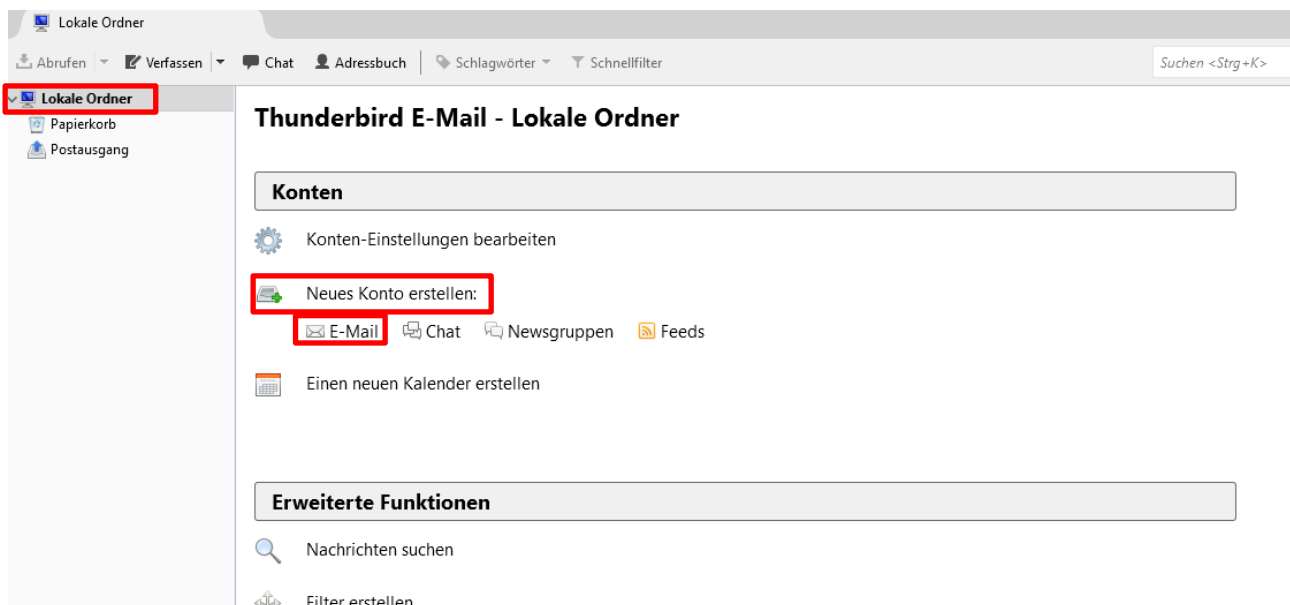 Lokale Ordner
Abrufen Verfassen Chat Adressbuch Schlagwörter Schnellfilter Suchen <Strg+K>
Lokale Ordner
Papierkorb
Postausgang
Thunderbird E-Mail - Lokale Ordner
Konten
Konten-Einstellungen bearbeiten
Neues Konto erstellen:
E-Mail Chat Newsgruppen Feeds
Einen neuen Kalender erstellen
Erweiterte Funktionen
Nachrichten suchen
Filter erstellen